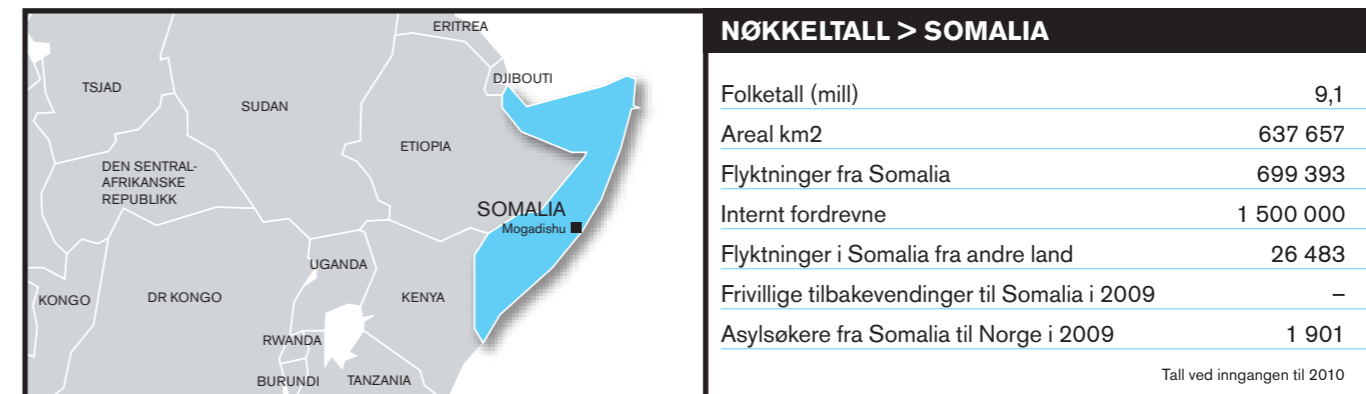 ERITREA
DJIBOUTI
TSJAD
SUDAN
ETIOPIA
DEN SENTRAL-
AFRIKANSKE
REPUBLIKK
SOMALIA
Mogadishu
UGANDA
KONGO
DR KONGO
KENYA
RWANDA
BURUNDI
TANZANIA
NØKKELTALL > SOMALIA
Folketall (mill) 9,1
Areal km2 637 657
Flyktninger fra Somalia 699 393
Internt fordrevne 1 500 000
Flyktninger i Somalia fra andre land 26 483
Frivillige tilbakevendinger til Somalia i 2009 –
Asylsøkere fra Somalia til Norge i 2009 1 901
Tall ved inngangen til 2010